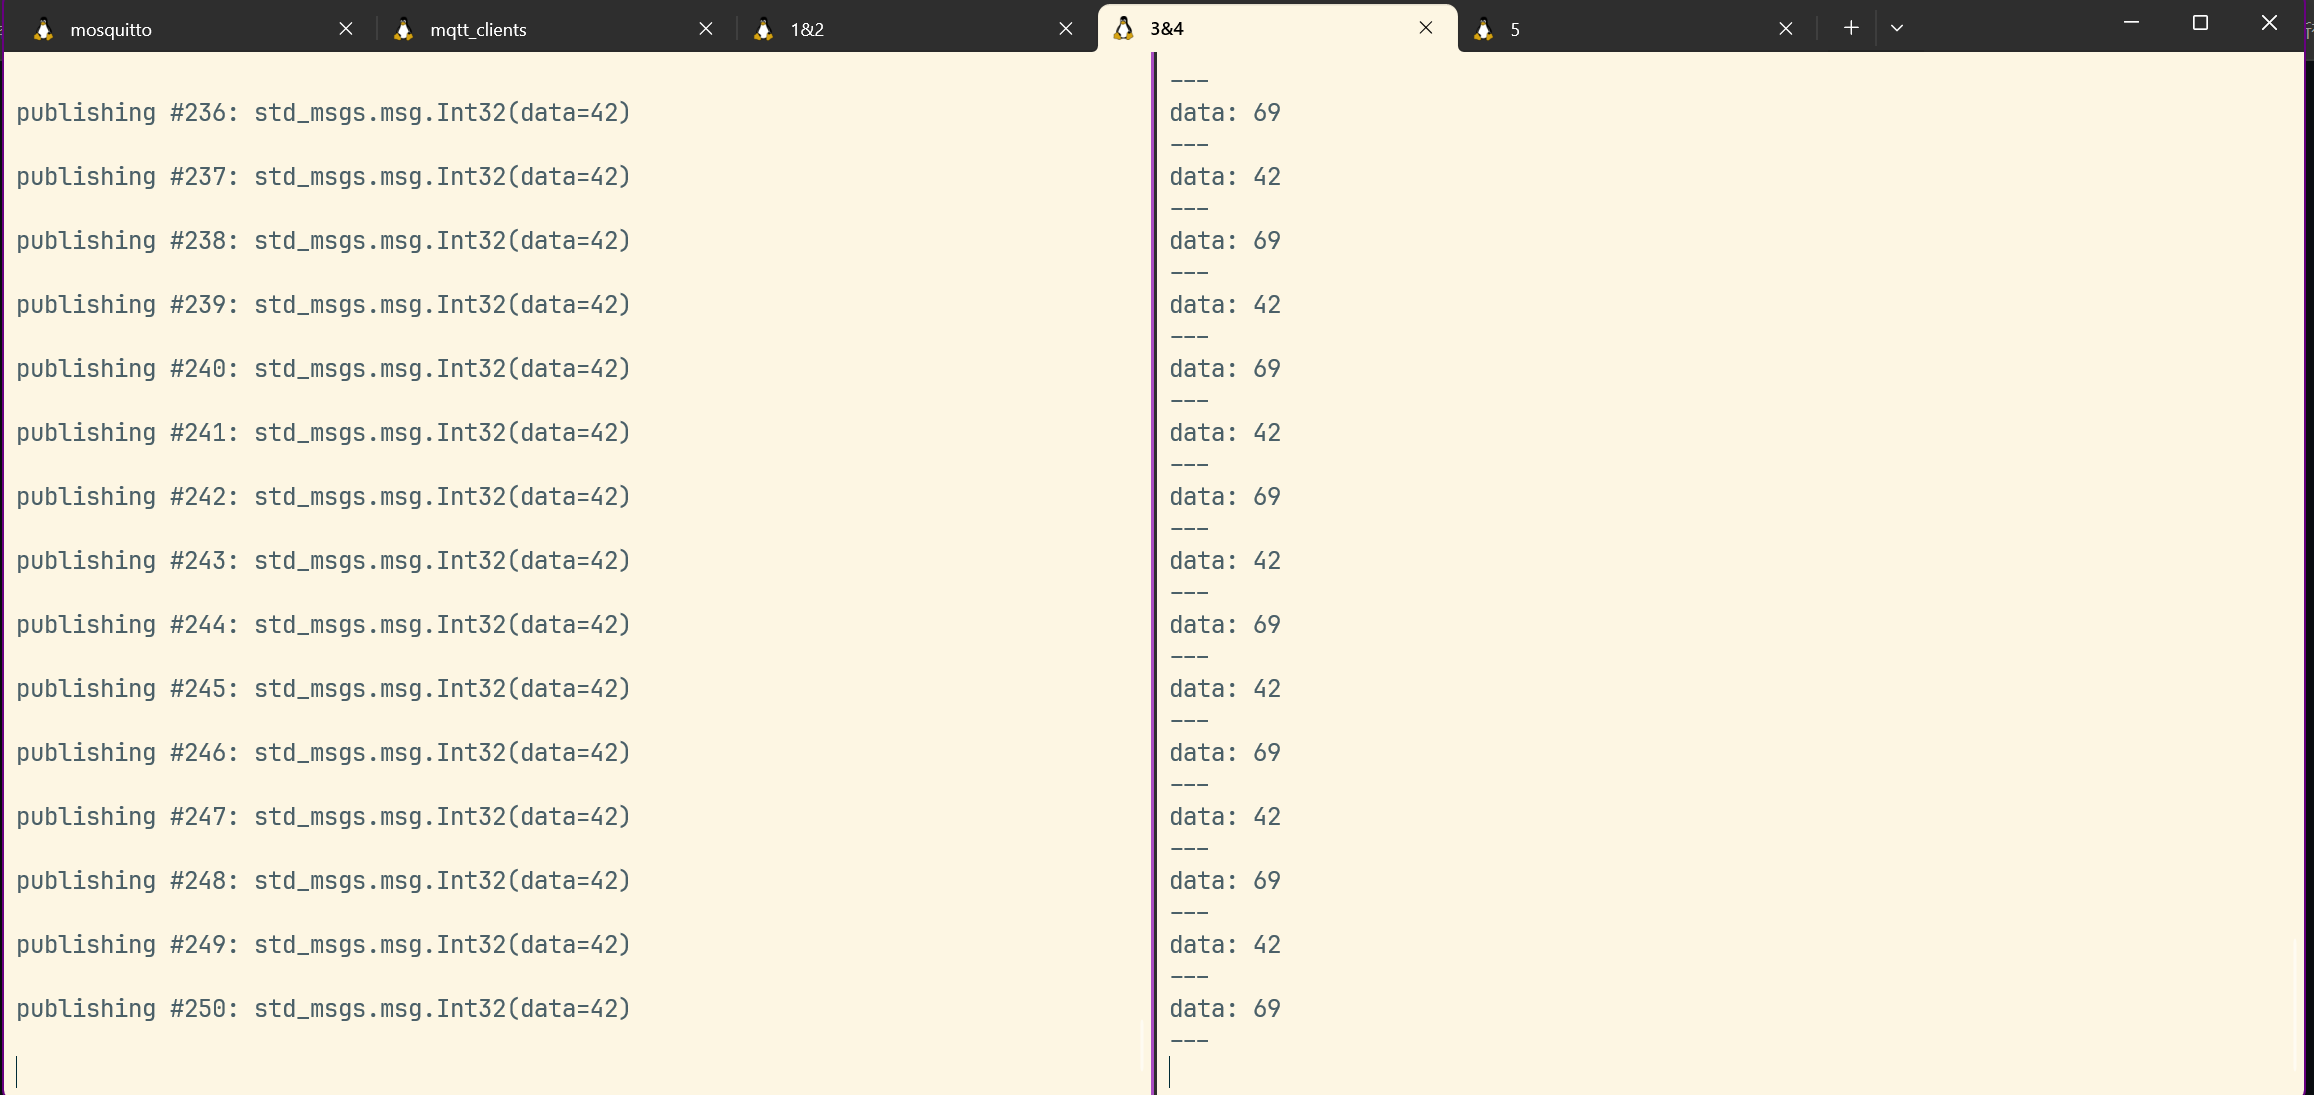 mosquitto
mqtt_clients
1&2
3&4
5
publishing #236: std_msgs.msg.Int32(data=42)
publishing #237: std_msgs.msg.Int32(data=42)
publishing #238: std_msgs.msg.Int32(data=42)
publishing #239: std_msgs.msg.Int32(data=42)
publishing #240: std_msgs.msg.Int32(data=42)
publishing #241: std_msgs.msg.Int32(data=42)
publishing #242: std_msgs.msg.Int32(data=42)
publishing #243: std_msgs.msg.Int32(data=42)
publishing #244: std_msgs.msg.Int32(data=42)
publishing #245: std_msgs.msg.Int32(data=42)
publishing #246: std_msgs.msg.Int32(data=42)
publishing #247: std_msgs.msg.Int32(data=42)
publishing #248: std_msgs.msg.Int32(data=42)
publishing #249: std_msgs.msg.Int32(data=42)
publishing #250: std_msgs.msg.Int32(data=42)
---
data: 69
---
data: 42
---
data: 69
---
data: 42
---
data: 69
---
data: 42
---
data: 69
---
data: 42
---
data: 69
---
data: 42
---
data: 69
---
data: 42
---
data: 69
---
data: 42
---
data: 69
---